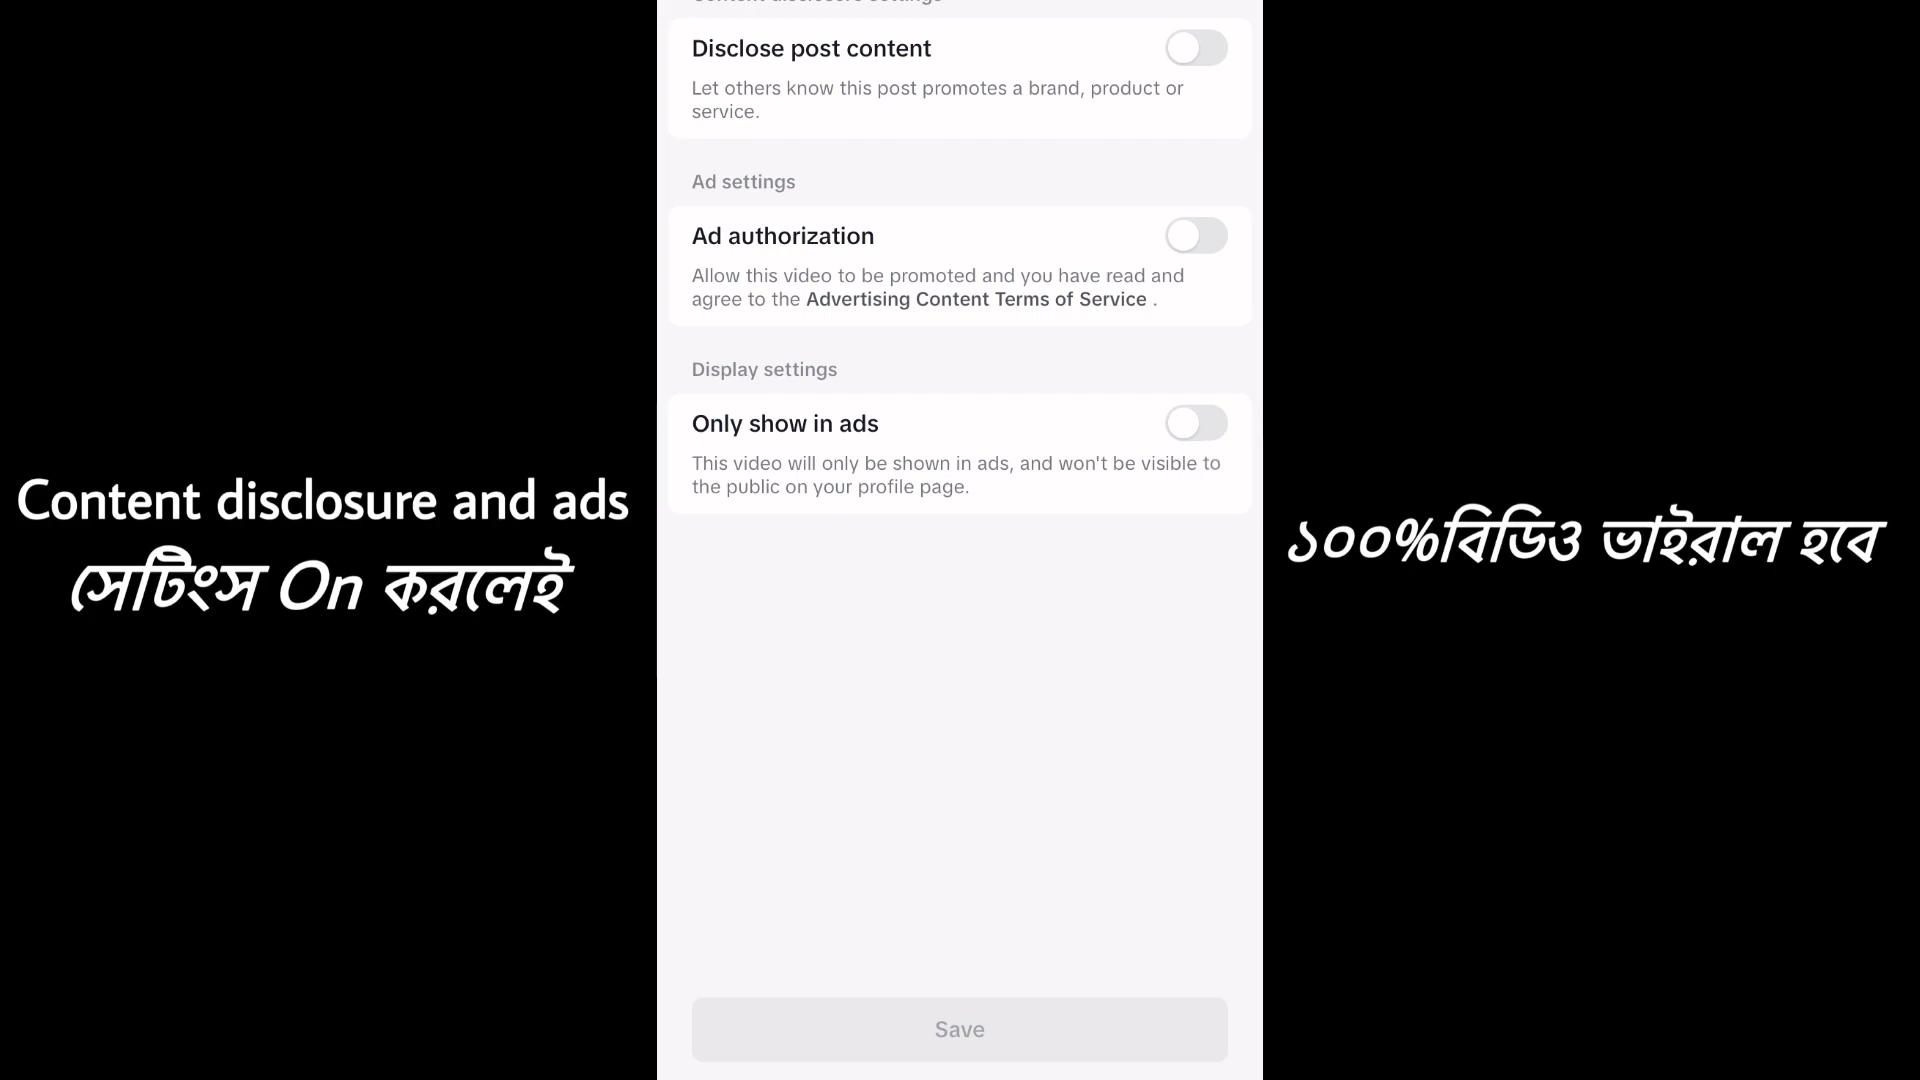 Content disclosure settings
Disclose post content
Let others know this post promotes a brand, product or
service.
Ad settings
Ad authorization
Allow this video to be promoted and you have read and
agree to the Advertising Content Terms of Service .
Display settings
Only show in ads
This video will only be shown in ads, and won't be visible to
the public on your profile page.
Save
Content disclosure and ads
সেটিংস On করলেই
১০০%বিডিও ভাইরাল হবে